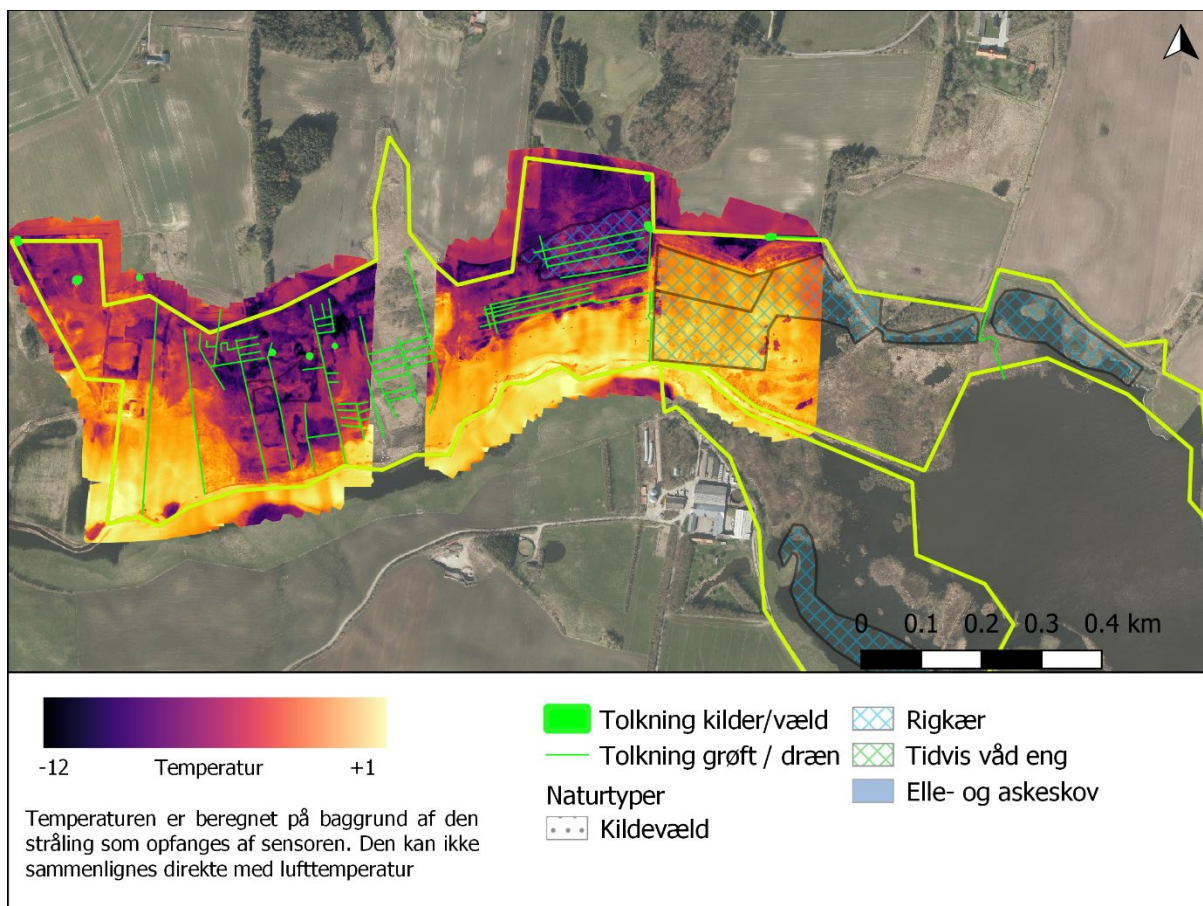 0 0.1 0.2 0.3 0.4 km
-12 Temperatur +1
Temperaturen er beregnet på baggrund af den
stråling som opfanges af sensoren. Den kan ikke
sammenlignes direkte med lufttemperatur
Tolkning kilder/væld
Tolkning grøft / dræn
Naturtyper
Kildevæld
Rigkær
Tidvis våd eng
Elle- og askeskov